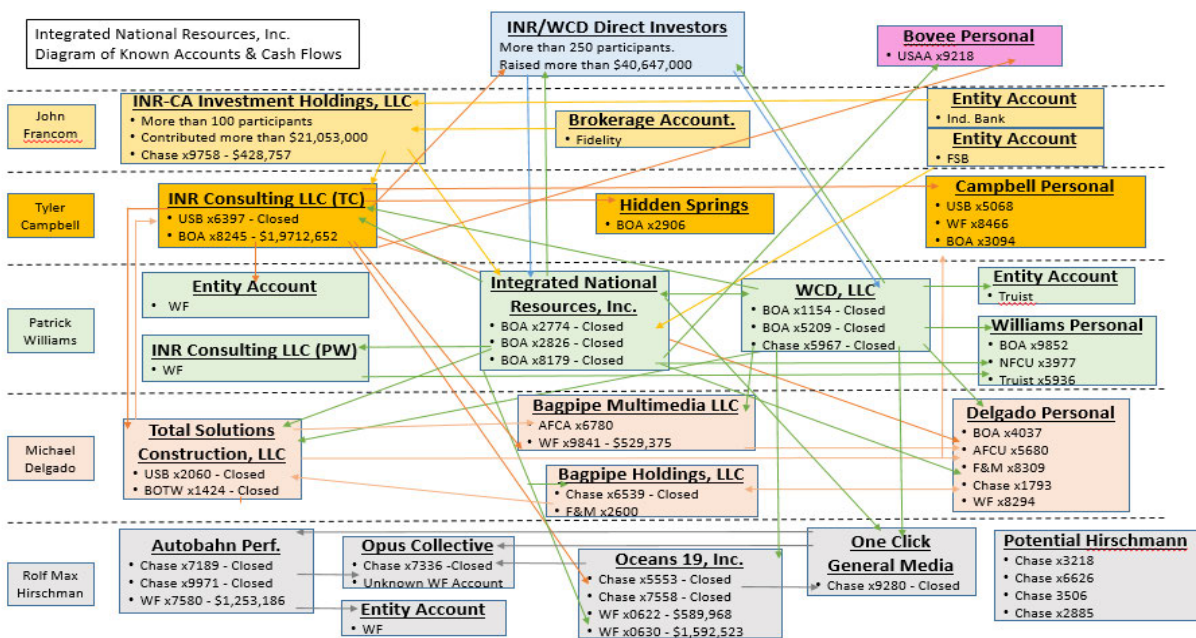 Integrated National Resources, Inc.
Diagram of Known Accounts & Cash Flows
INR/WCD Direct Investors
More than 250 participants.
Raised more than $40,647,000
Bovee Personal
• USAA x9218
John
Francom
INR-CA Investment Holdings, LLC
• More than 100 participants
• Contributed more than $21,053,000
• Chase x9758 - $428,757
Brokerage Account.
• Fidelity
Entity Account
• Ind. Bank
Entity Account
• FSB
Tyler
Campbell
INR Consulting LLC (TC)
• USB x6397 - Closed
• BOA x8245 - $1,9712,652
Hidden Springs
• BOA x2906
Campbell Personal
• USB x5068
• WF x8466
• BOA x3094
Patrick
Williams
Entity Account
• WF
INR Consulting LLC (PW)
• WF
Integrated National
Resources, Inc.
• BOA x2774 - Closed
• BOA x2826 - Closed
• BOA x8179 - Closed
WCD, LLC
• BOA x1154 - Closed
• BOA x5209 - Closed
• Chase x5967 - Closed
Entity Account
• Truist
Williams Personal
• BOA x9852
• NFCU x3977
• Truist x5936
Michael
Delgado
Total Solutions
Construction, LLC
• USB x2060 - Closed
• BOTW x1424 - Closed
Bagpipe Multimedia LLC
• AFCA x6780
• WF x9841 - $529,375
Bagpipe Holdings, LLC
• Chase x6539 - Closed
• F&M x2600
Delgado Personal
• BOA x4037
• AFCU x5680
• F&M x8309
• Chase x1793
• WF x8294
Rolf Max
Hirschman
Autobahn Perf.
• Chase x7189 - Closed
• Chase x9971 - Closed
• WF x7580 - $1,253,186
Opus Collective
• Chase x7336 -Closed
• Unknown WF Account
Entity Account
• WF
Oceans 19, Inc.
• Chase x5553 - Closed
• Chase x7558 - Closed
• WF x0622 - $589,968
• WF x0630 - $1,592,523
One Click
General Media
• Chase x9280 - Closed
Potential Hirschmann
• Chase x3218
• Chase x6626
• Chase 3506
• Chase x2885